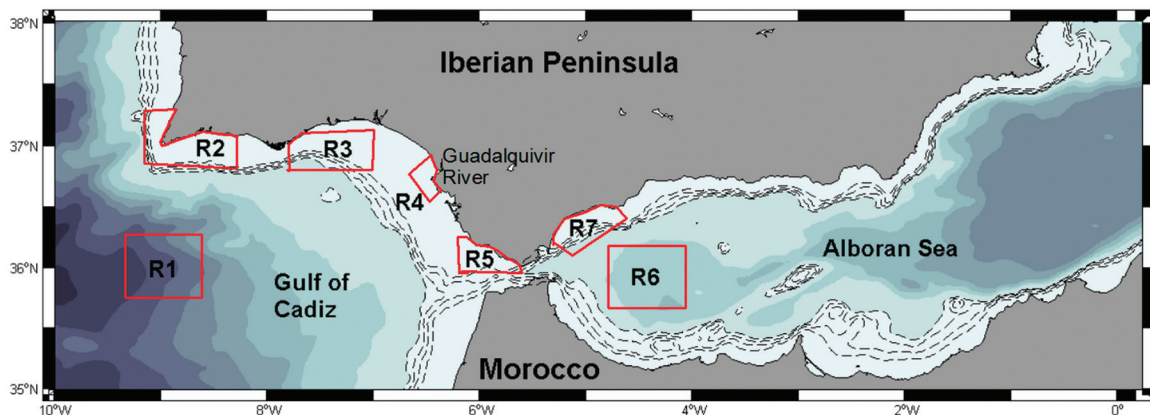 38°N
Iberian Peninsula
37°N
R2
R3
Guadalquivir
River
R4
R7
36°N
R1
R5
R6
Alboran Sea
Gulf of
Cadiz
Morocco
35°N
10°W
8°W
6°W
4°W
2°W
0°